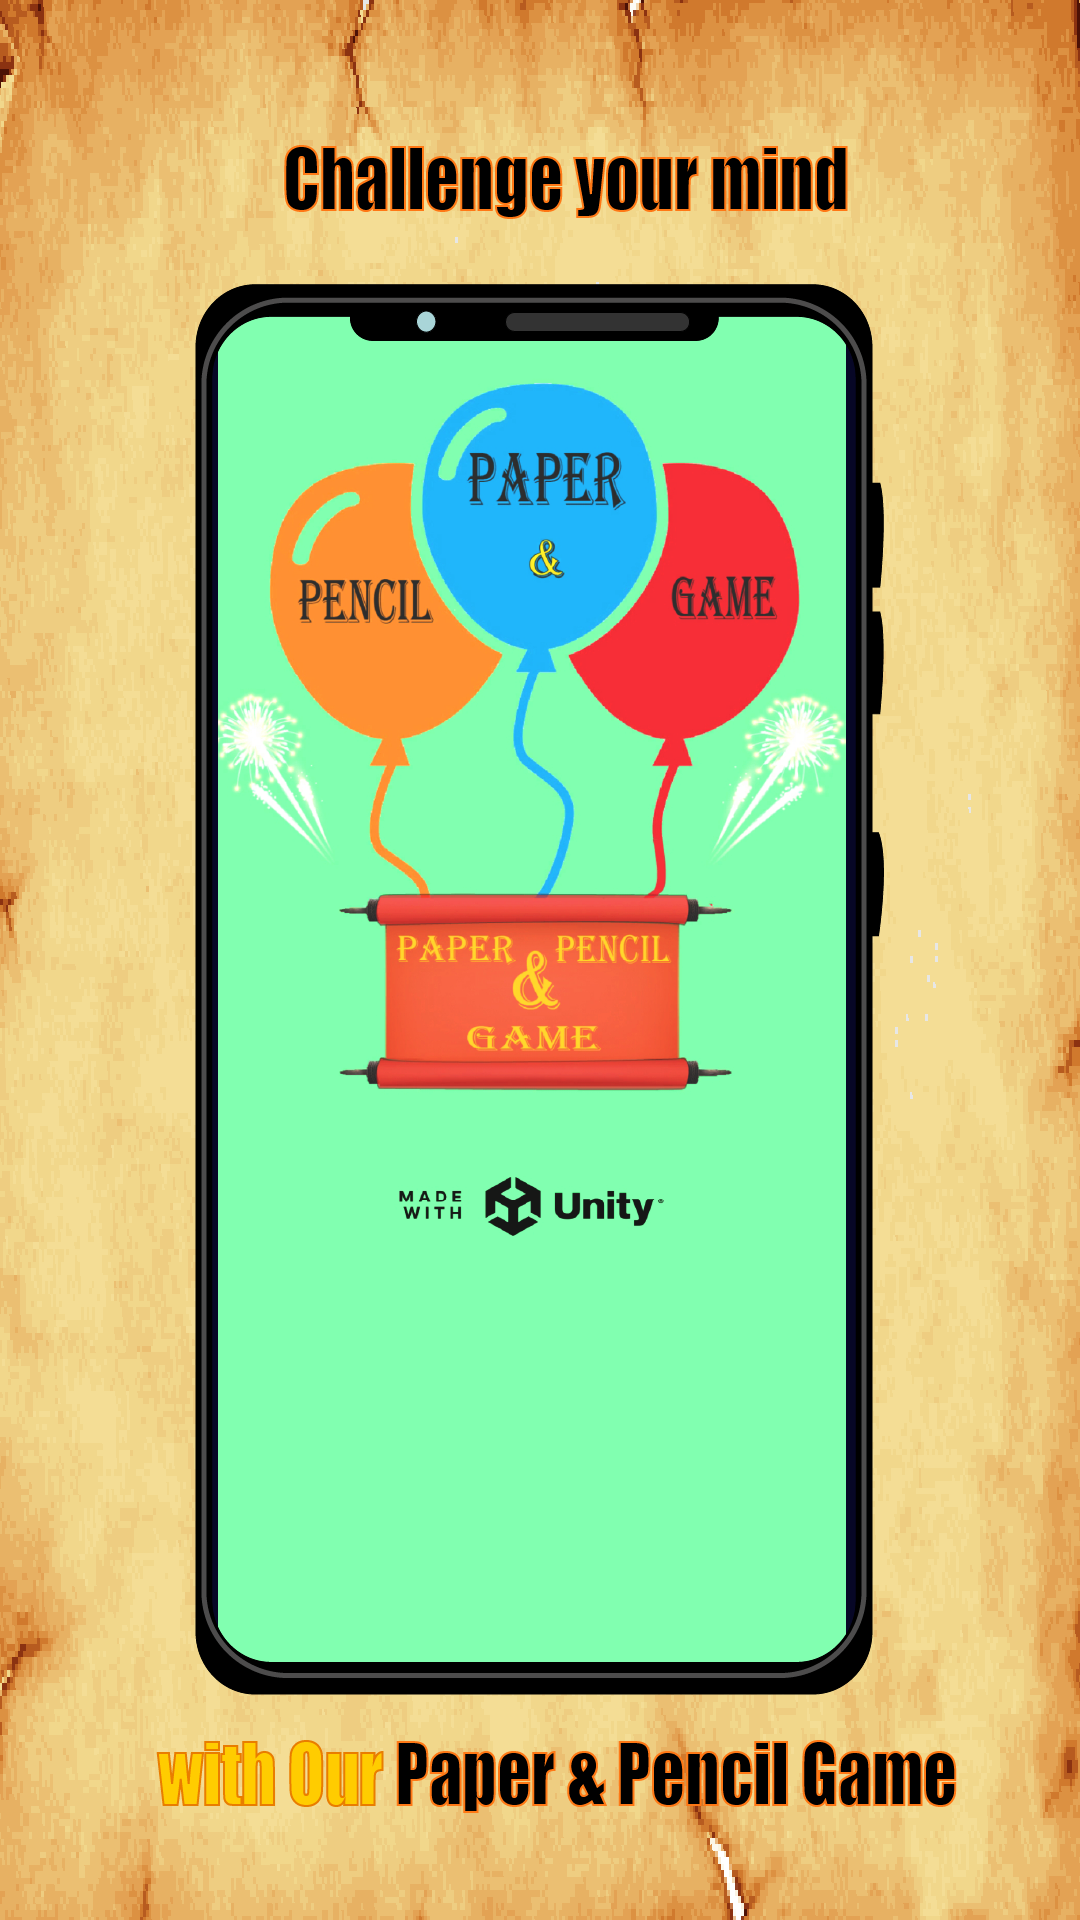 Challenge your mind
PAPER
&
PENCIL
GAME
PAPER & PENCIL
GAME
MADE WITH Unity
with Our Paper & Pencil Game